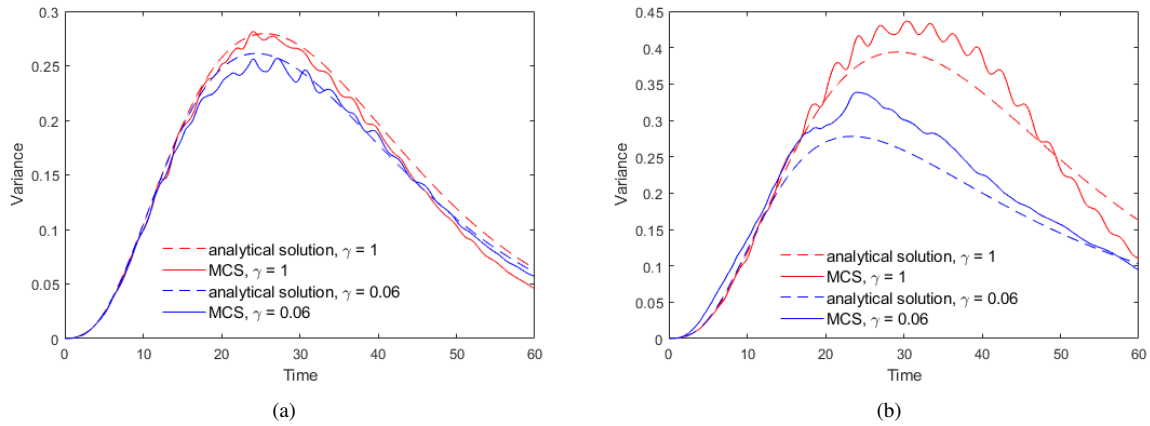 0.3
0.25
0.2
0.15
0.1
0.05
0
Variance
analytical solution, γ = 1
MCS, γ = 1
analytical solution, γ = 0.06
MCS, γ = 0.06
0 10 20 30 40 50 60
Time
(a)
0.45
0.4
0.35
0.3
0.25
0.2
0.15
0.1
0.05
0
Variance
analytical solution, γ = 1
MCS, γ = 1
analytical solution, γ = 0.06
MCS, γ = 0.06
0 10 20 30 40 50 60
Time
(b)